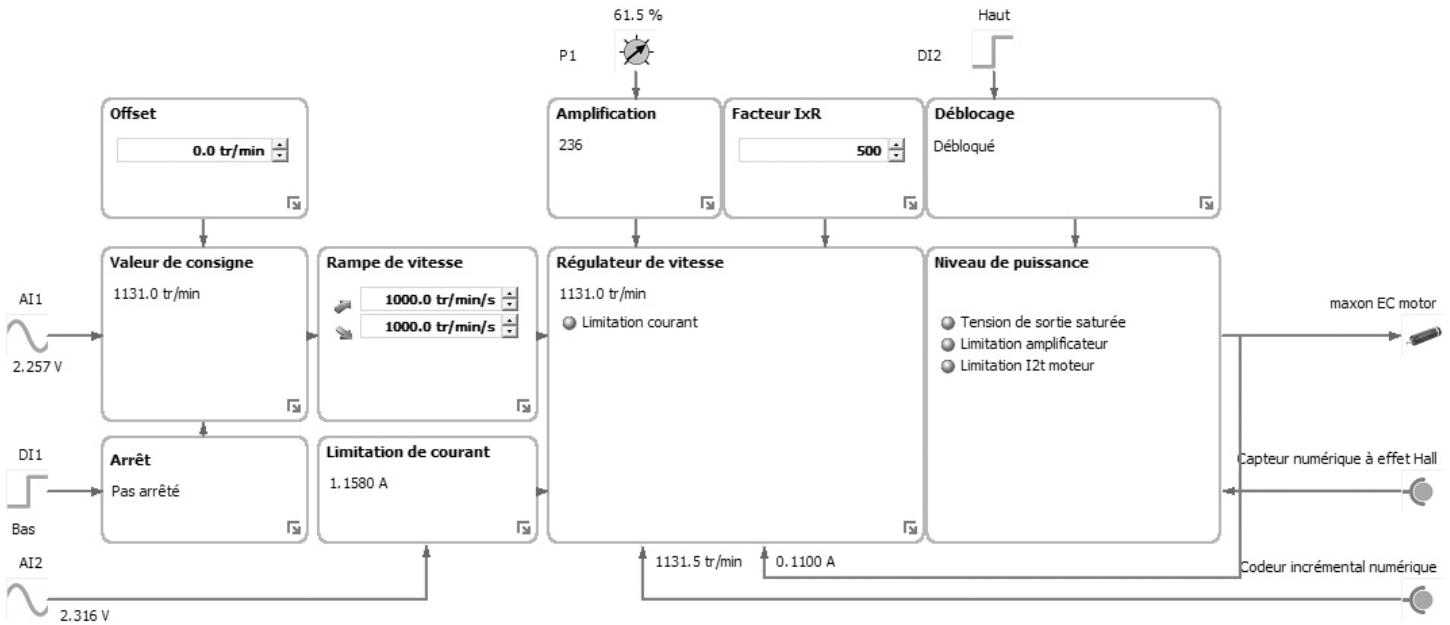 61.5 %
P1
Haut
DI2
Offset
0.0 tr/min
Amplification
236
Facteur IxR
500
Déblocage
Débloqué
AI1
2.257 V
Valeur de consigne
1131.0 tr/min
Rampe de vitesse
1000.0 tr/min/s
1000.0 tr/min/s
Régulateur de vitesse
1131.0 tr/min
Limitation courant
Niveau de puissance
Tension de sortie saturée
Limitation amplificateur
Limitation I2t moteur
maxon EC motor
DI1
Bas
Arrêt
Pas arrêté
Limitation de courant
1.1580 A
Capteur numérique à effet Hall
AI2
2.316 V
1131.5 tr/min
0.1100 A
Codeur incrémental numérique